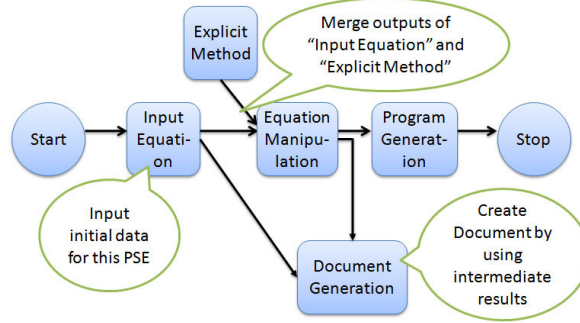 Explicit
Method
Merge outputs of
“Input Equation” and
“Explicit Method”
Start
Input
Equati-
on
Equation
Manipu-
lation
Program
Generat-
ion
Stop
Input
initial data
for this PSE
Document
Generation
Create
Document by
using
intermediate
results